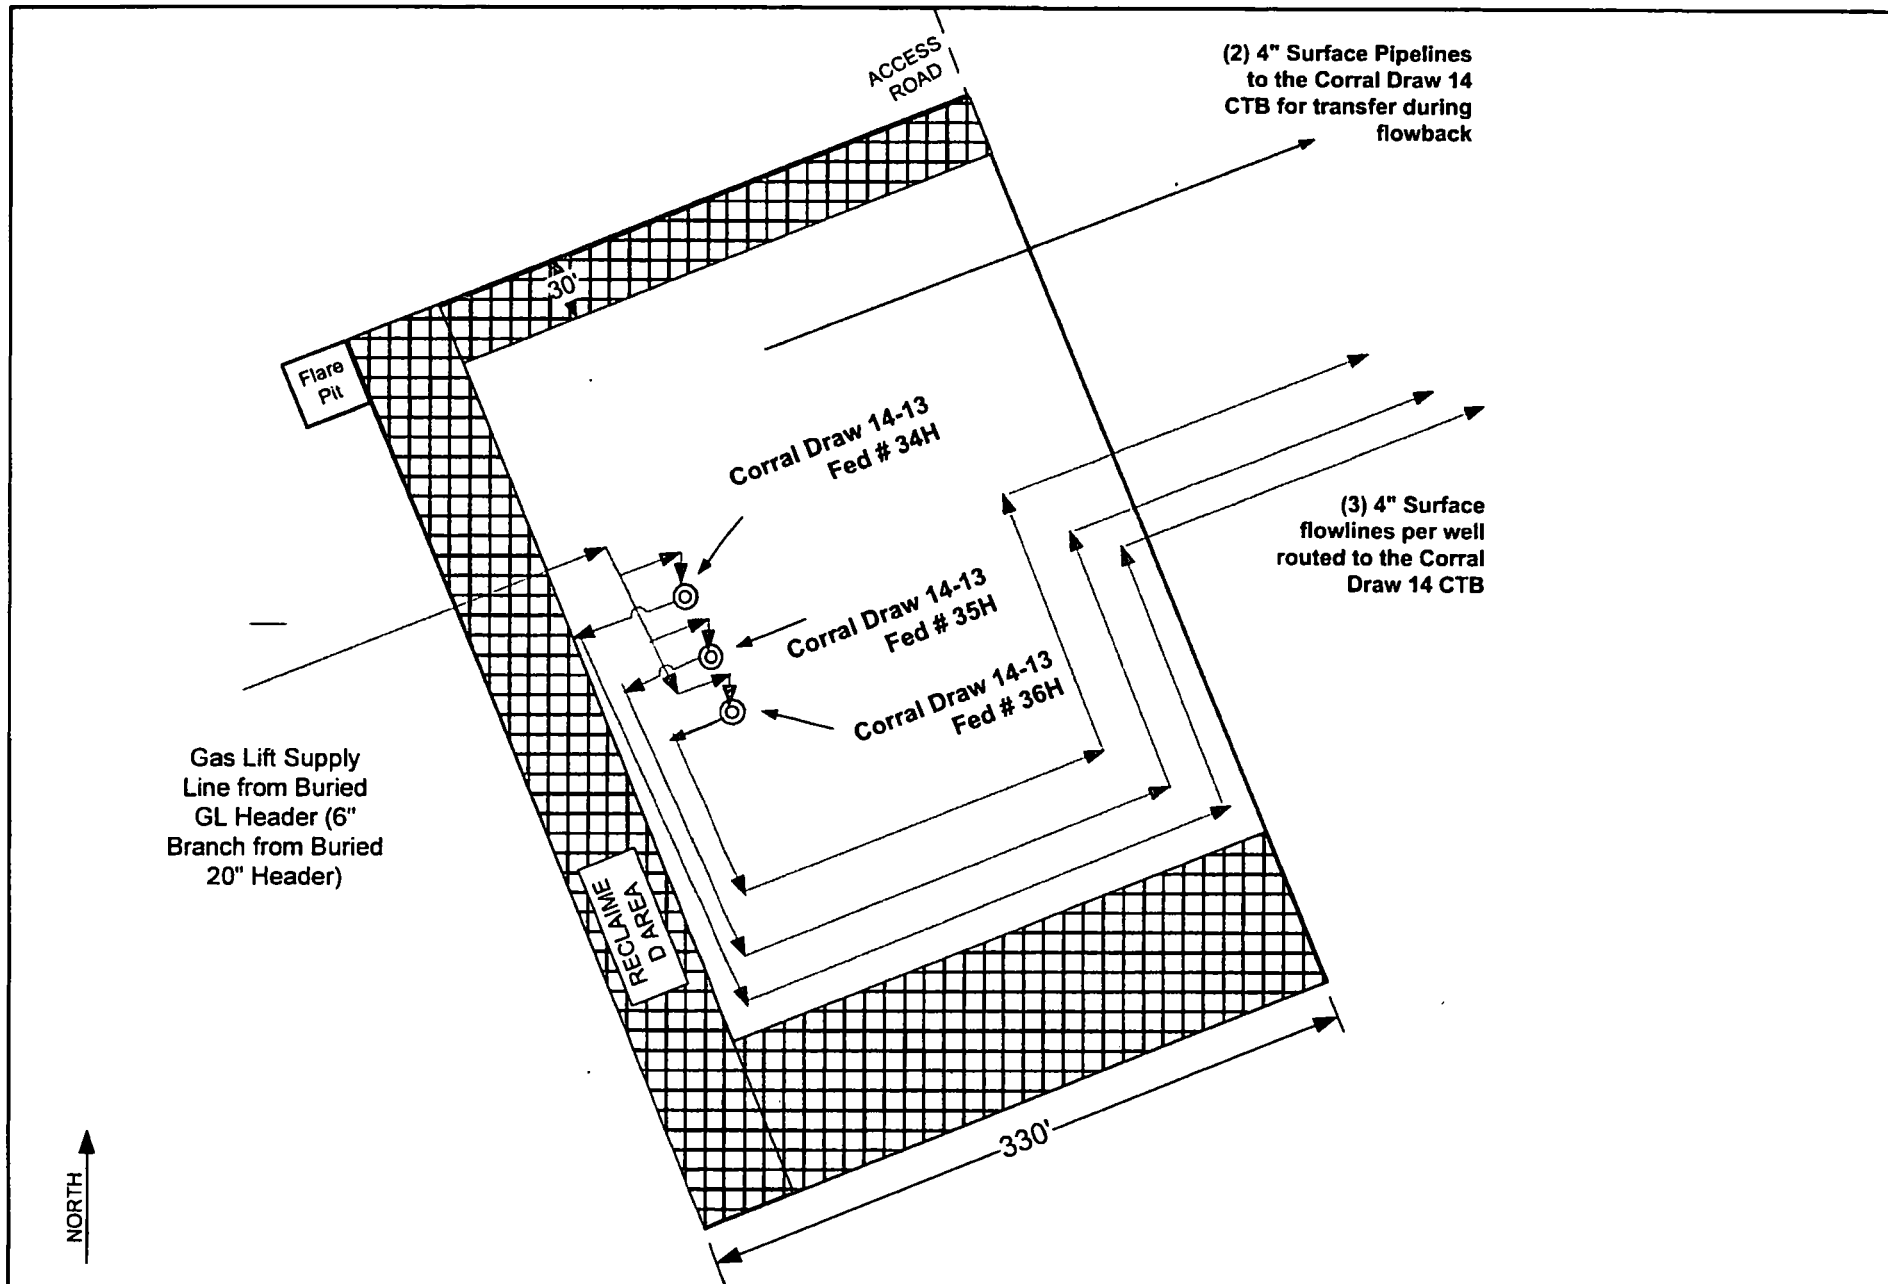 ACCESS
ROAD
(2) 4" Surface Pipelines
to the Corral Draw 14
CTB for transfer during
flowback
30'
Flare
Pit
Corral Draw 14-13
Fed # 34H
(3) 4" Surface
flowlines per well
routed to the Corral
Draw 14 CTB
Corral Draw 14-13
Fed # 35H
Corral Draw 14-13
Fed # 36H
Gas Lift Supply
Line from Buried
GL Header (6"
Branch from Buried
20" Header)
RECLAIME
D AREA
330'
NORTH